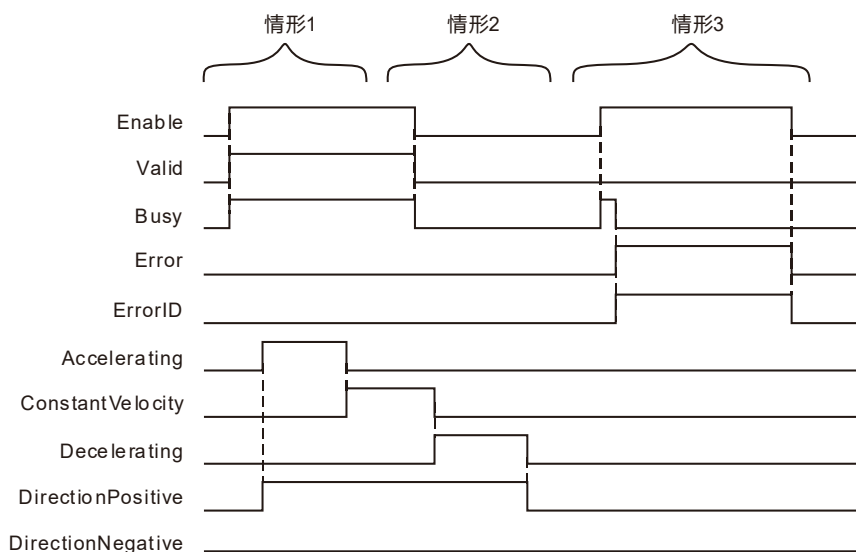 情形1 情形2 情形3
Enable
Valid
Busy
Error
ErrorID
Accelerating
ConstantVelocity
Decelerating
DirectionPositive
DirectionNegative